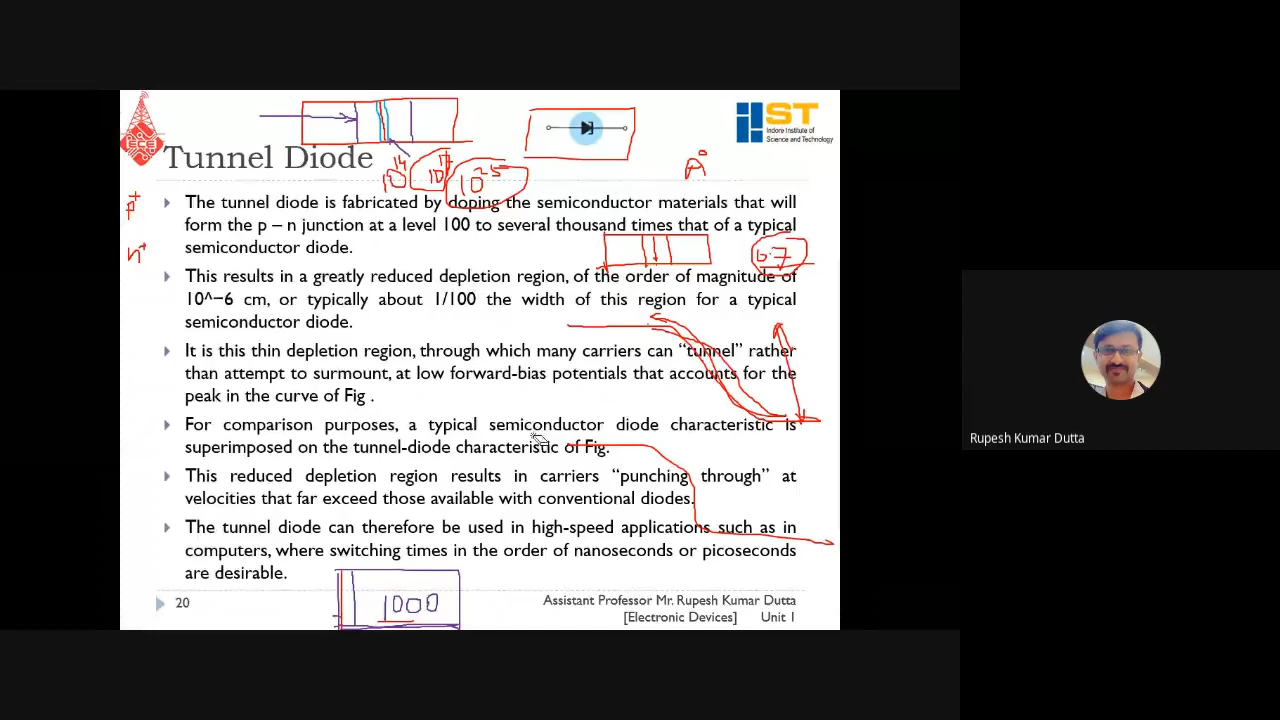 ST
Indore Institute of
Science and Technology
ECE
Tunnel Diode
10^14
10^17
10^25
A°
p+
n+
The tunnel diode is fabricated by doping the semiconductor materials that will
form the p – n junction at a level 100 to several thousand times that of a typical
semiconductor diode.
0.7
This results in a greatly reduced depletion region, of the order of magnitude of
10^−6 cm, or typically about 1/100 the width of this region for a typical
semiconductor diode.
It is this thin depletion region, through which many carriers can “tunnel” rather
than attempt to surmount, at low forward-bias potentials that accounts for the
peak in the curve of Fig .
For comparison purposes, a typical semiconductor diode characteristic is
superimposed on the tunnel-diode characteristic of Fig.
This reduced depletion region results in carriers “punching through” at
velocities that far exceed those available with conventional diodes.
The tunnel diode can therefore be used in high-speed applications such as in
computers, where switching times in the order of nanoseconds or picoseconds
are desirable.
1000
20
Assistant Professor Mr. Rupesh Kumar Dutta
[Electronic Devices] Unit 1
Rupesh Kumar Dutta